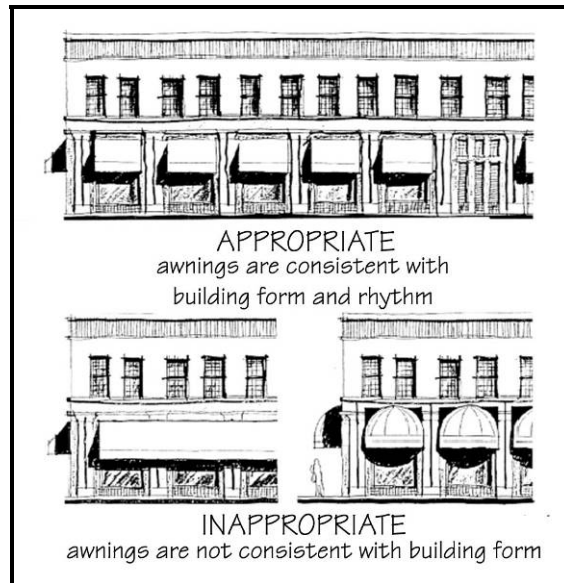 APPROPRIATE
awnings are consistent with
building form and rhythm
INAPPROPRIATE
awnings are not consistent with building form